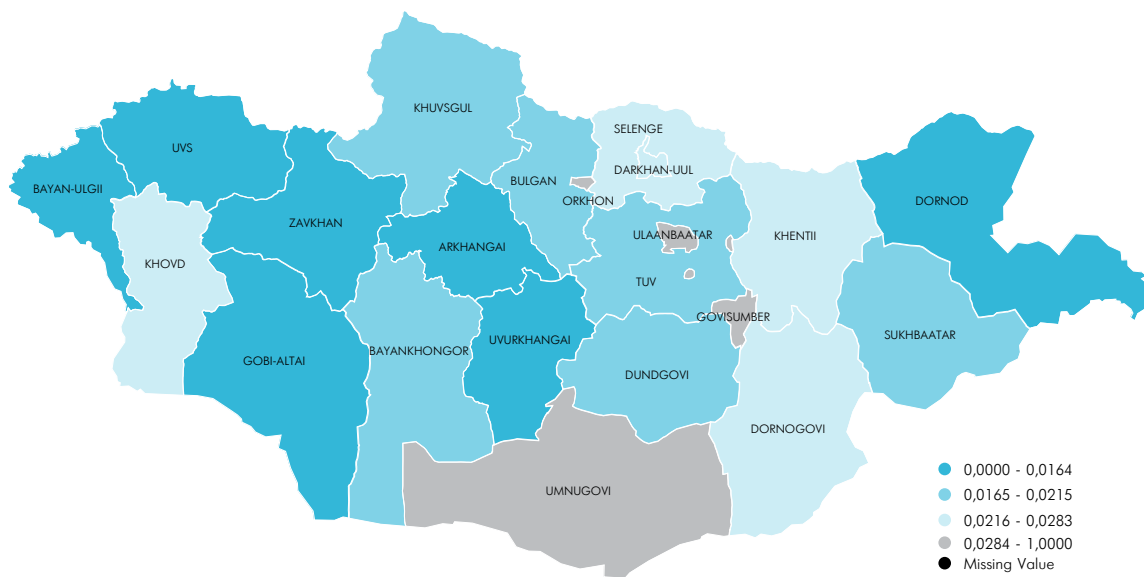 KHUVSGUL
SELENGE
UVS
DARKHAN-UUL
BULGAN
BAYAN-ULGII
ORKHON
DORNOD
ZAVKHAN
ULAANBAATAR
KHENTII
ARKHANGAI
KHOVD
TUV
GOVISUMBER
UVURKHANGAI
SUKHBAATAR
BAYANKHONGOR
GOBI-ALTAI
DUNDGOVI
DORNOGOVI
UMNUGOVI
0,0000 - 0,0164
0,0165 - 0,0215
0,0216 - 0,0283
0,0284 - 1,0000
Missing Value